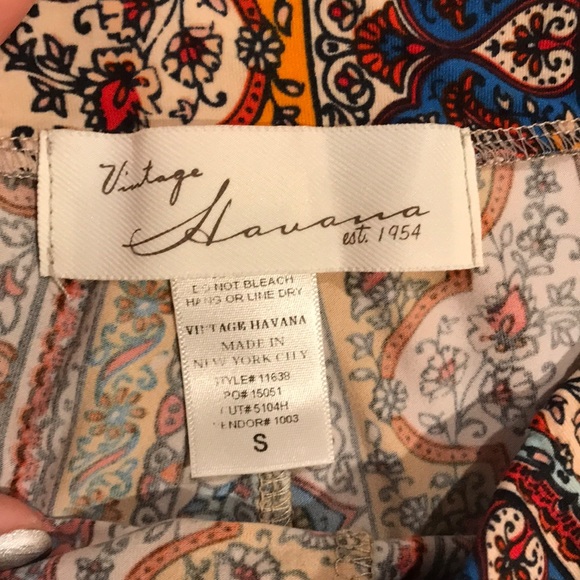 Vintage
Havana
est. 1954
DO NOT BLEACH
HANG OR LINE DRY
VINTAGE HAVANA
MADE IN
NEW YORK CITY
STYLE# 11639
PO# 15051
CUT# 5104H
VENDOR# 1003
S